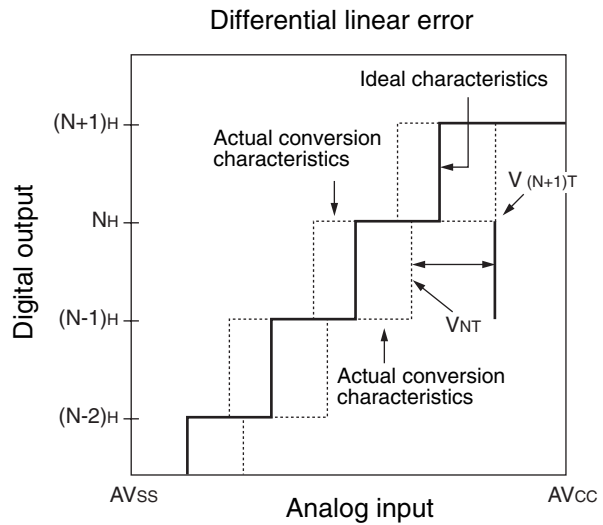 Differential linear error
Ideal characteristics
(N+1)H
Actual conversion
characteristics
V (N+1)T
NH
Digital output
(N-1)H
VNT
Actual conversion
characteristics
(N-2)H
AVSS
Analog input
AVCC